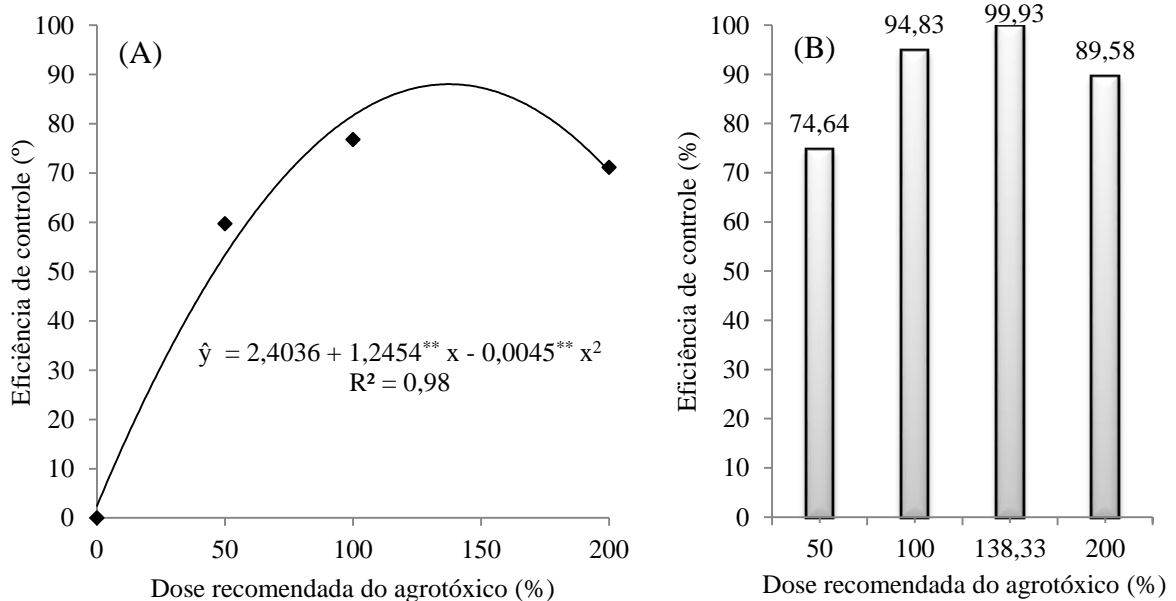 (A)
Eficiência de controle (º)
100
90
80
70
60
50
40
30
20
10
0
ŷ = 2,4036 + 1,2454** x - 0,0045** x²
R² = 0,98
0 50 100 150 200
Dose recomendada do agrotóxico (%)
(B)
Eficiência de controle (%)
100
90
80
70
60
50
40
30
20
10
0
74,64
94,83
99,93
89,58
50 100 138,33 200
Dose recomendada do agrotóxico (%)